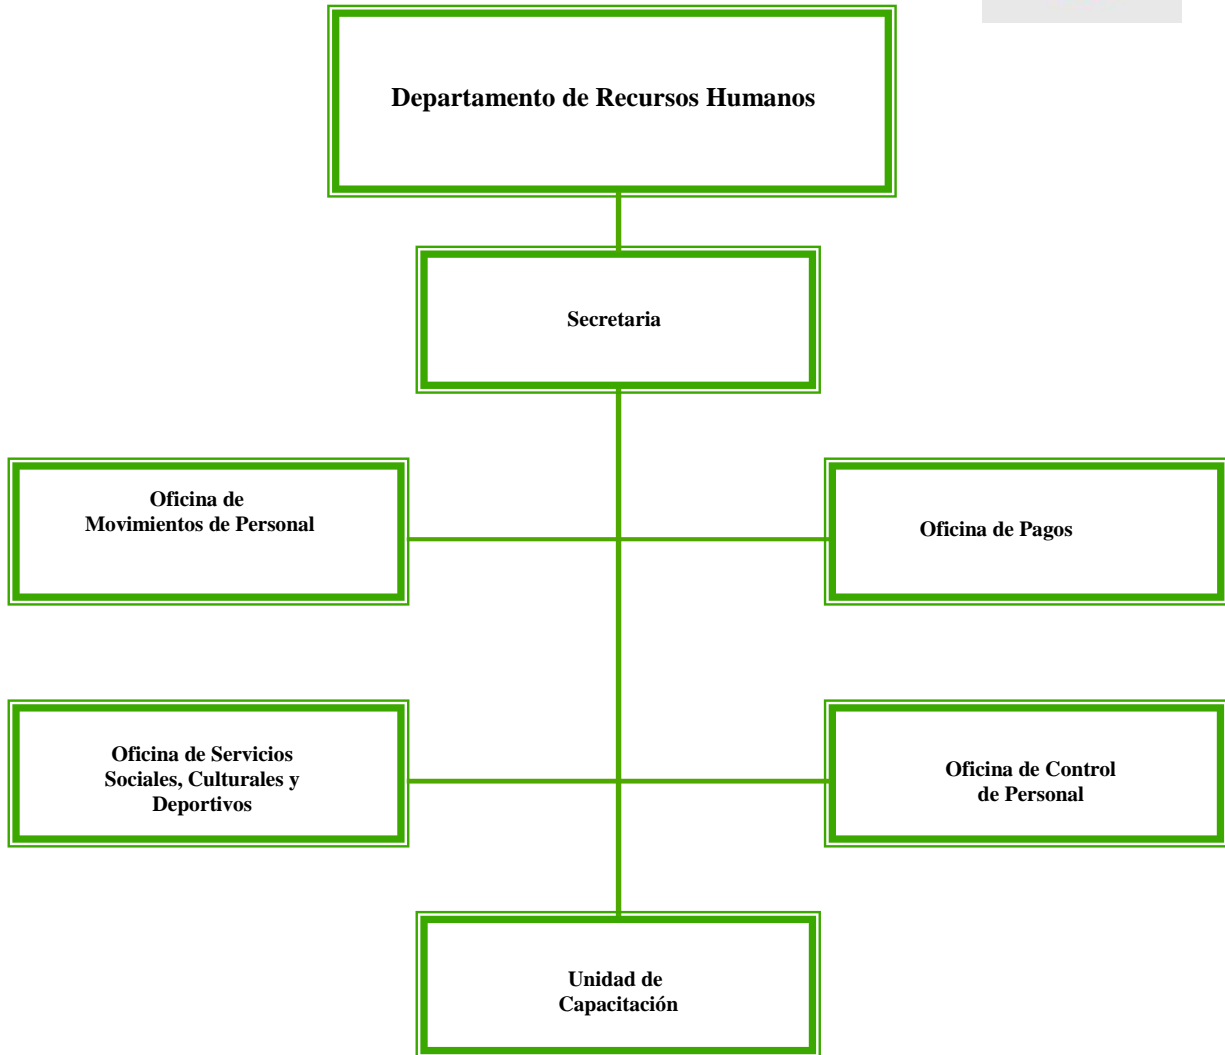 Departamento de Recursos Humanos
Secretaria
Oficina de
Movimientos de Personal
Oficina de Pagos
Oficina de Servicios
Sociales, Culturales y
Deportivos
Oficina de Control
de Personal
Unidad de
Capacitación